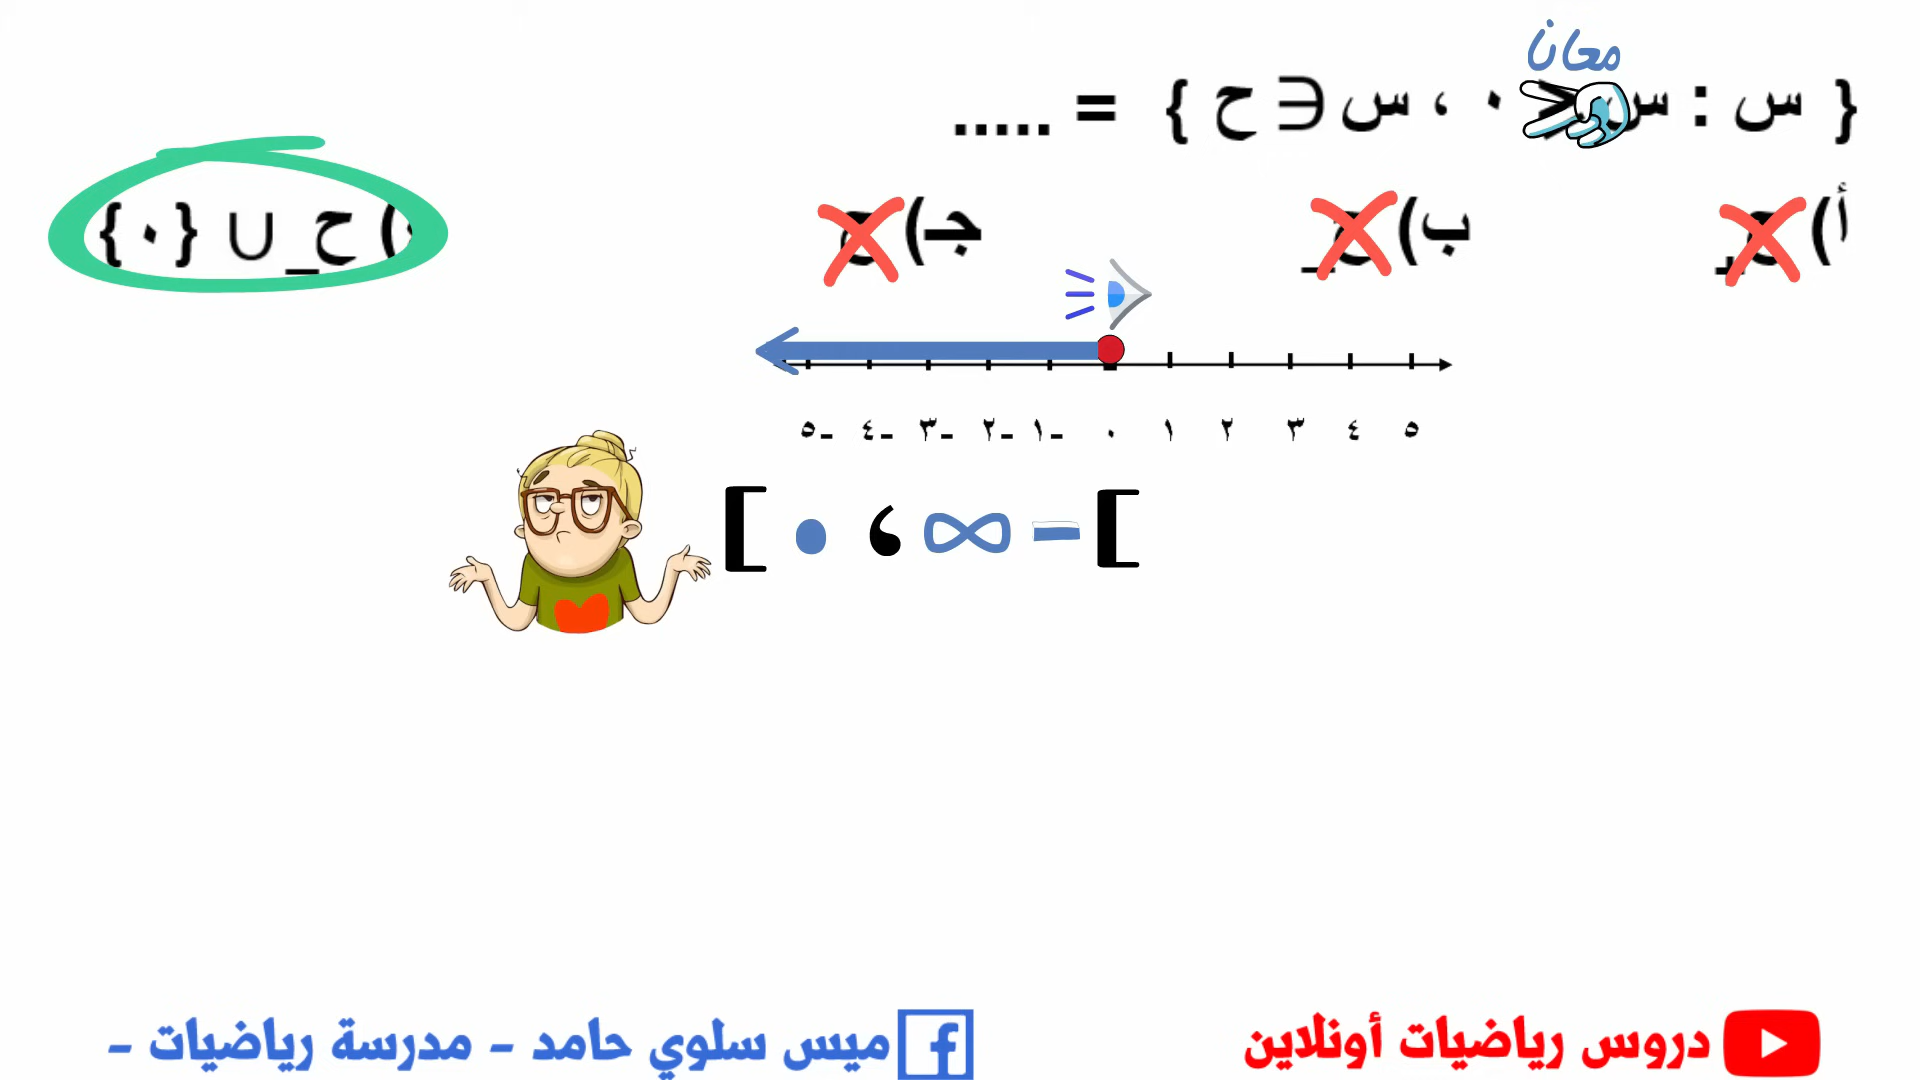 معانا
{ س : س ٠ ، س ∈ ح } = .....
أ) ب) جـ) ح_ ∪ {٠}
-٥ -٤ -٣ -٢ -١ ٠ ١ ٢ ٣ ٤ ٥
[ -∞ ، ٠ [
دروس رياضيات أونلاين
ميس سلوي حامد - مدرسة رياضيات -